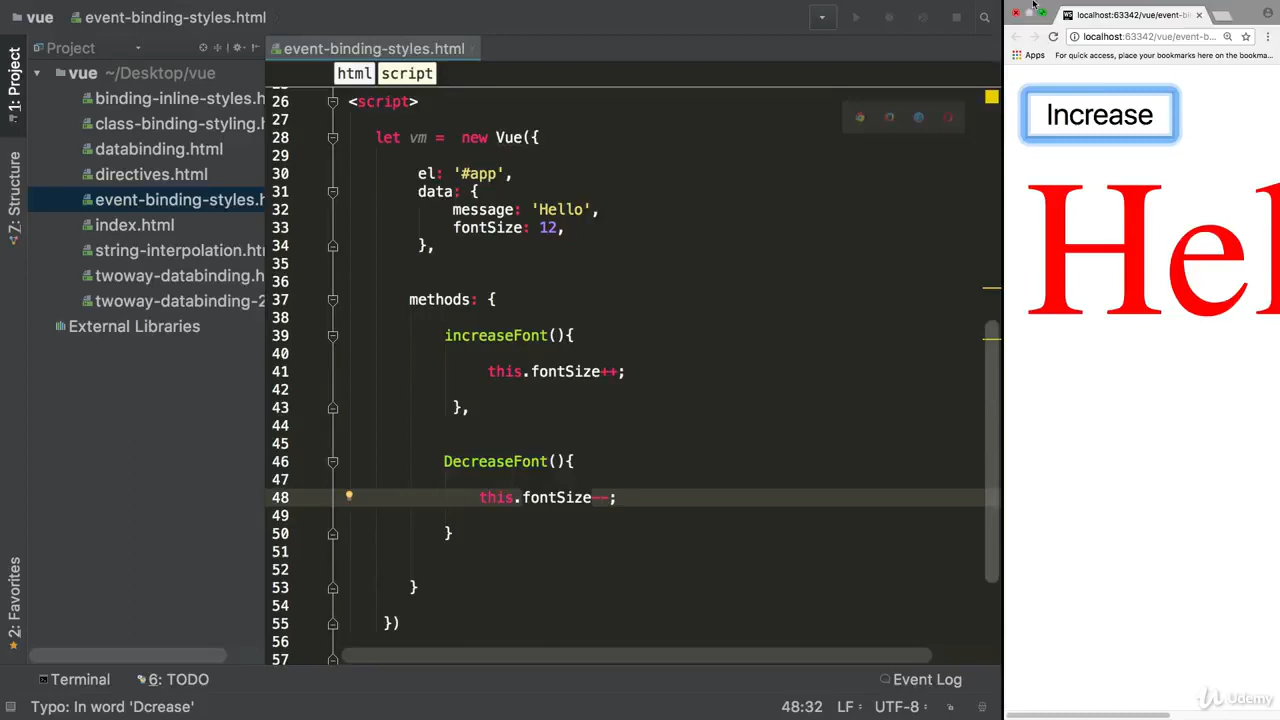 vue
event-binding-styles.html
Project
event-binding-styles.html
html
script
1: Project
Z: Structure
2: Favorites
vue ~/Desktop/vue
binding-inline-styles.h
class-binding-styling.
databinding.html
directives.html
event-binding-styles.h
index.html
string-interpolation.ht
twoway-databinding.h
twoway-databinding-2
External Libraries
26 <script>
27
28 let vm = new Vue({
29
30 el: '#app',
31 data: {
32 message: 'Hello',
33 fontSize: 12,
34 },
35
36
37 methods: {
38
39 increaseFont(){
40
41 this.fontSize++;
42
43 },
44
45
46 DecreaseFont(){
47
48 this.fontSize--;
49
50 }
51
52
53 }
54
55 })
56
57
Terminal
6: TODO
Event Log
Typo: In word 'Dcrease'
48:32
LF
UTF-8
WS
localhost:63342/vue/event-bi
localhost:63342/vue/event-b...
Apps
For quick access, place your bookmarks here on the bookma...
Increase
Hel
Udemy